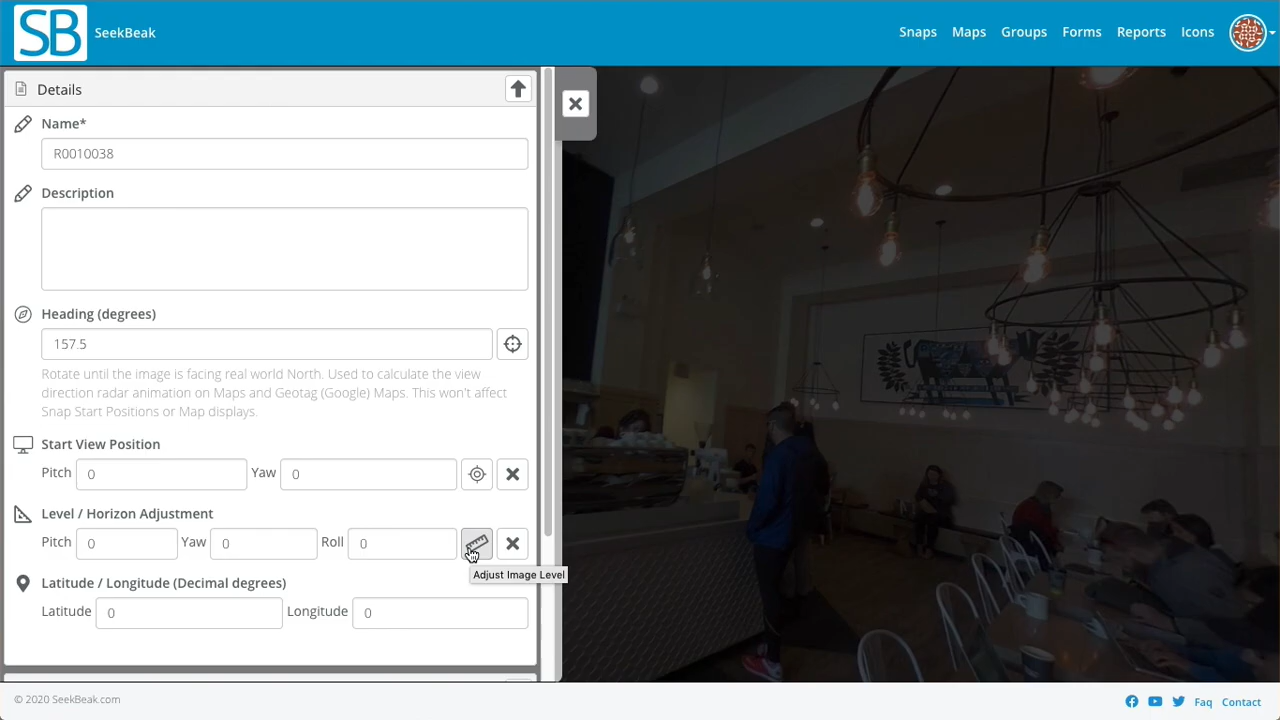 SB SeekBeak Snaps Maps Groups Forms Reports Icons
Details
Name*
R0010038
Description
Heading (degrees)
157.5
Rotate until the image is facing real world North. Used to calculate the view
direction radar animation on Maps and Geotag (Google) Maps. This won't affect
Snap Start Positions or Map displays.
Start View Position
Pitch 0 Yaw 0
Level / Horizon Adjustment
Pitch 0 Yaw 0 Roll 0
Adjust Image Level
Latitude / Longitude (Decimal degrees)
Latitude 0 Longitude 0
© 2020 SeekBeak.com Faq Contact